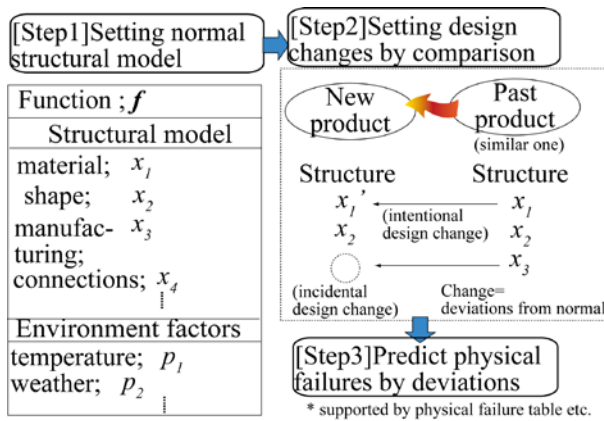 [Step1]Setting normal
structural model
[Step2]Setting design
changes by comparison
Function ; f
Structural model
material; x1
shape; x2
manufac- x3
turing;
connections; x4
Environment factors
temperature; p1
weather; p2
New
product
Past
product
(similar one)
Structure
Structure
x1' x1
(intentional
design change)
x2 x2
x3
(incidental
design change)
Change=
deviations from normal
[Step3]Predict physical
failures by deviations
* supported by physical failure table etc.